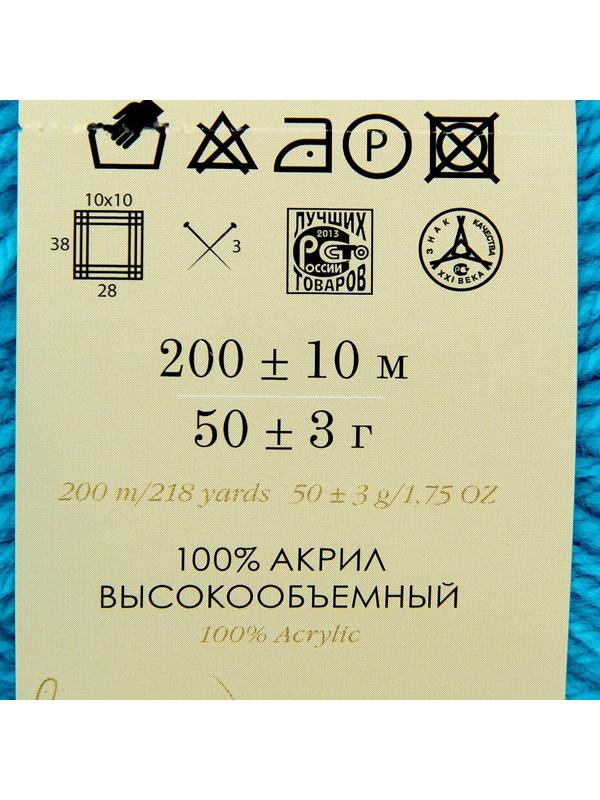 P
10x10
38
3
28
ЛУЧШИХ
2013
РОССИИ
ТОВАРОВ
ЗНАК КАЧЕСТВА
XXI ВЕКА
200 ± 10 м
50 ± 3 г
200 m/218 yards 50 ± 3 g/1,75 OZ
100% АКРИЛ
ВЫСОКООБЪЕМНЫЙ
100% Acrylic